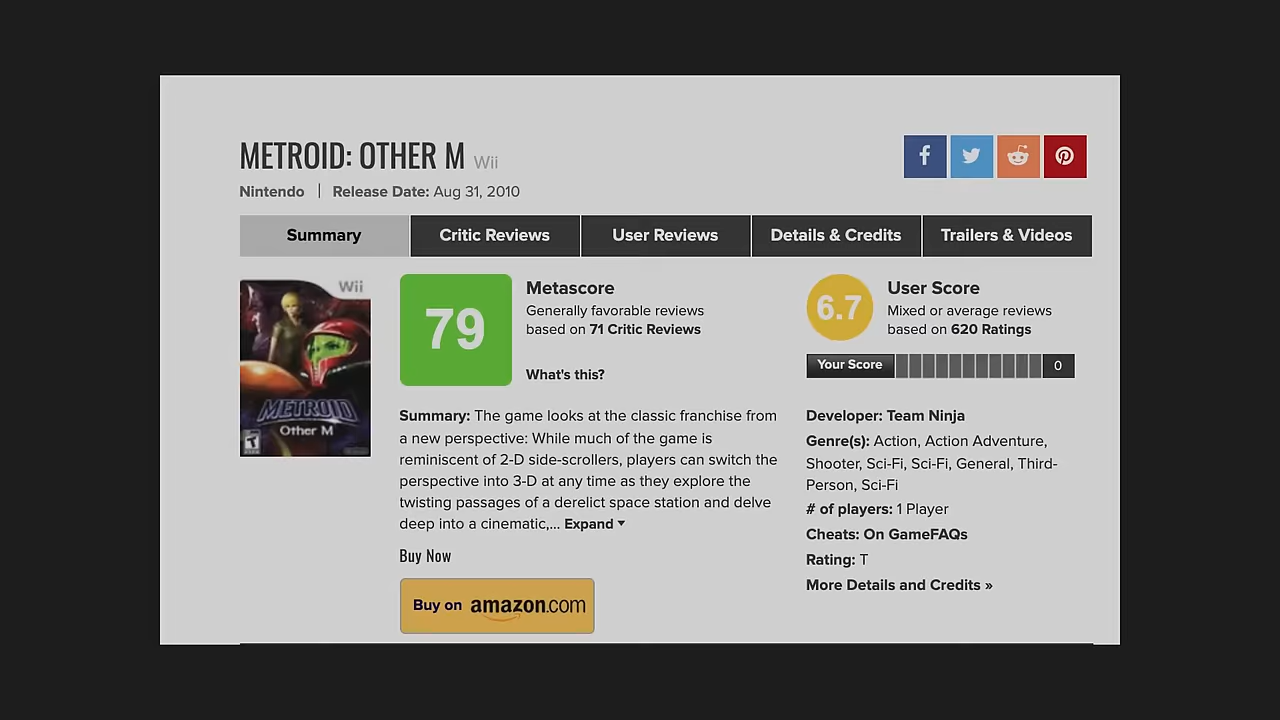 METROID: OTHER M Wii
Nintendo | Release Date: Aug 31, 2010
Summary
Critic Reviews
User Reviews
Details & Credits
Trailers & Videos
Wii
METROID
Other M
T
79
Metascore
Generally favorable reviews
based on 71 Critic Reviews
What's this?
Summary: The game looks at the classic franchise from
a new perspective: While much of the game is
reminiscent of 2-D side-scrollers, players can switch the
perspective into 3-D at any time as they explore the
twisting passages of a derelict space station and delve
deep into a cinematic,... Expand
Buy Now
Buy on amazon.com
6.7
User Score
Mixed or average reviews
based on 620 Ratings
Your Score 0
Developer: Team Ninja
Genre(s): Action, Action Adventure,
Shooter, Sci-Fi, Sci-Fi, General, Third-
Person, Sci-Fi
# of players: 1 Player
Cheats: On GameFAQs
Rating: T
More Details and Credits »